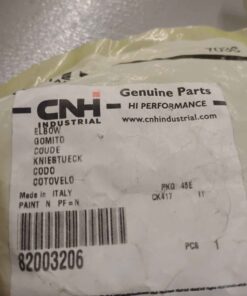 Genuine Parts
CNH
HI PERFORMANCE
INDUSTRIAL
www.cnhindustrial.com
ELBOW
GOMITO
COUDE
KNIESTUECK
CODO
COTOVELO
PKG 45E
Made in ITALY
CK417 IT
PAINT N PF=N
PCS 1
82003206